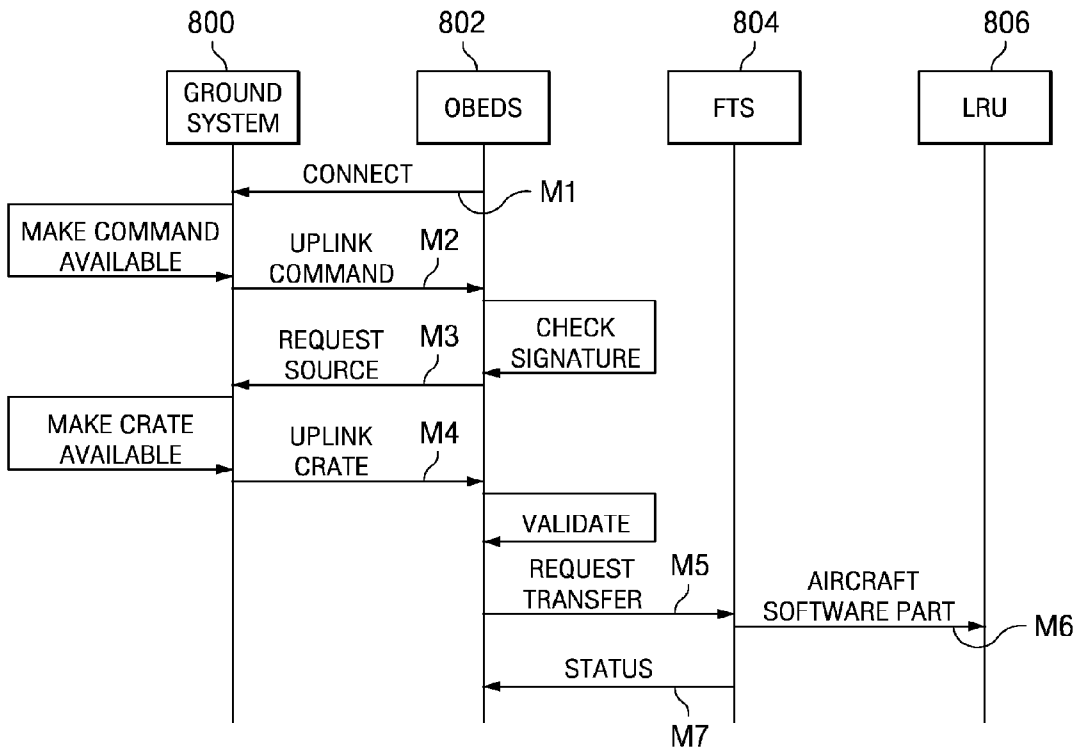 800
802
804
806
GROUND
SYSTEM
OBEDS
FTS
LRU
CONNECT
M1
MAKE COMMAND
AVAILABLE
UPLINK
COMMAND
M2
CHECK
SIGNATURE
REQUEST
SOURCE
M3
MAKE CRATE
AVAILABLE
UPLINK
CRATE
M4
VALIDATE
REQUEST
TRANSFER
M5
AIRCRAFT
SOFTWARE PART
M6
STATUS
M7